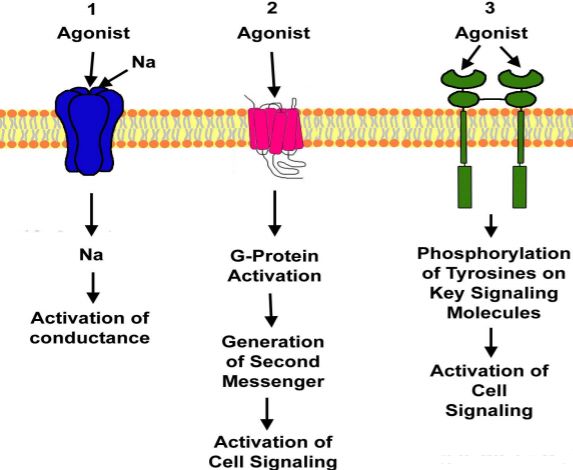 1
Agonist
Na
Na
Activation of
conductance
2
Agonist
G-Protein
Activation
Generation
of Second
Messenger
Activation of
Cell Signaling
3
Agonist
Phosphorylation
of Tyrosines on
Key Signaling
Molecules
Activation of
Cell
Signaling